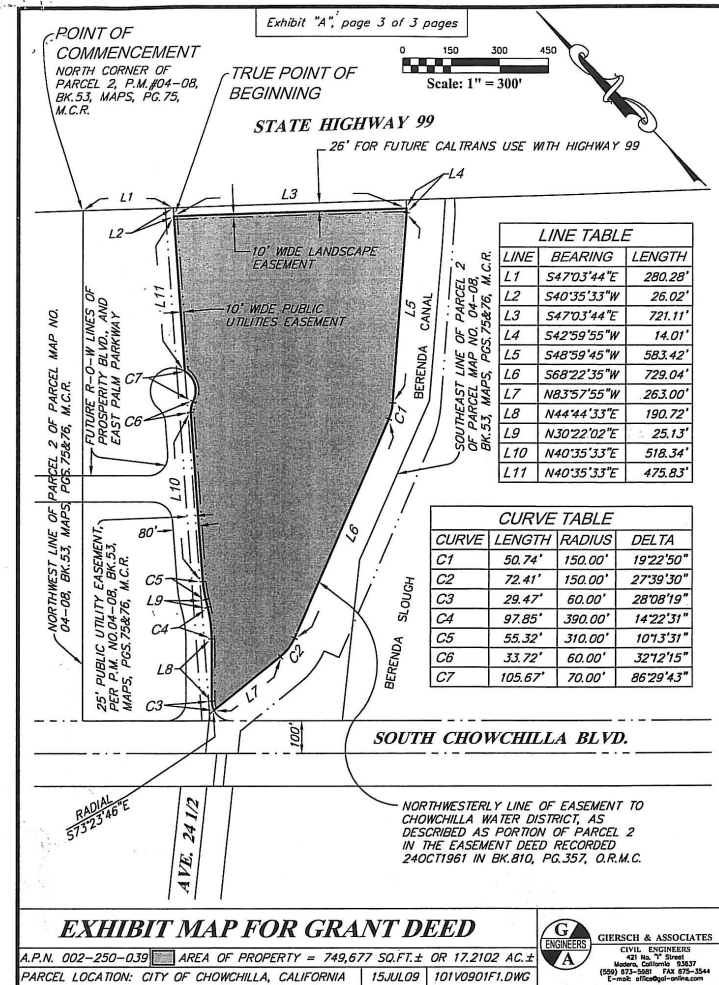 Exhibit "A", page 3 of 3 pages
POINT OF
COMMENCEMENT
NORTH CORNER OF
PARCEL 2, P.M.#04-08,
BK.53, MAPS, PG.75,
M.C.R.
TRUE POINT OF
BEGINNING
0 150 300 450
Scale: 1" = 300'
STATE HIGHWAY 99
26' FOR FUTURE CALTRANS USE WITH HIGHWAY 99
L1
L3
L4
L2
10' WIDE LANDSCAPE
EASEMENT
L11
10' WIDE PUBLIC
UTILITIES EASEMENT
L5
BERENDA CANAL
SOUTHEAST LINE OF PARCEL 2
OF PARCEL MAP NO. 04-08,
BK.53, MAPS, PGS.75&76, M.C.R.
NORTHWEST LINE OF PARCEL 2 OF PARCEL MAP NO.
04-08, BK.53, MAPS, PGS.75&76, M.C.R.
FUTURE R-O-W LINES OF
PROSPERITY BLVD., AND
EAST PALM PARKWAY
C7
C6
C1
L10
80'
L6
25' PUBLIC UTILITY EASEMENT,
PER P.M. NO.04-08, BK.53,
MAPS, PGS.75&76, M.C.R.
C5
L9
C4
L8
C3
C2
L7
BERENDA SLOUGH
100'
SOUTH CHOWCHILLA BLVD.
RADIAL
S73°23'46"E
AVE. 24 1/2
NORTHWESTERLY LINE OF EASEMENT TO
CHOWCHILLA WATER DISTRICT, AS
DESCRIBED AS PORTION OF PARCEL 2
IN THE EASEMENT DEED RECORDED
24OCT1961 IN BK.810, PG.357, O.R.M.C.
LINE TABLE
LINE BEARING LENGTH
L1 S47°03'44"E 280.28'
L2 S40°35'33"W 26.02'
L3 S47°03'44"E 721.11'
L4 S42°59'55"W 14.01'
L5 S48°59'45"W 583.42'
L6 S68°22'35"W 729.04'
L7 N83°57'55"W 263.00'
L8 N44°44'33"E 190.72'
L9 N30°22'02"E 25.13'
L10 N40°35'33"E 518.34'
L11 N40°35'33"E 475.83'
CURVE TABLE
CURVE LENGTH RADIUS DELTA
C1 50.74' 150.00' 19°22'50"
C2 72.41' 150.00' 27°39'30"
C3 29.47' 60.00' 28°08'19"
C4 97.85' 390.00' 14°22'31"
C5 55.32' 310.00' 10°13'31"
C6 33.72' 60.00' 32°12'15"
C7 105.67' 70.00' 86°29'43"
EXHIBIT MAP FOR GRANT DEED
A.P.N. 002-250-039 AREA OF PROPERTY = 749,677 SQ.FT.± OR 17.2102 AC.±
PARCEL LOCATION: CITY OF CHOWCHILLA, CALIFORNIA 15JUL09 101V0901F1.DWG
G
ENGINEERS
A
GIERSCH & ASSOCIATES
CIVIL ENGINEERS
421 No. "I" Street
Madera, California 93637
(559) 673-5981 FAX 675-3544
E-mail: office@gai-online.com